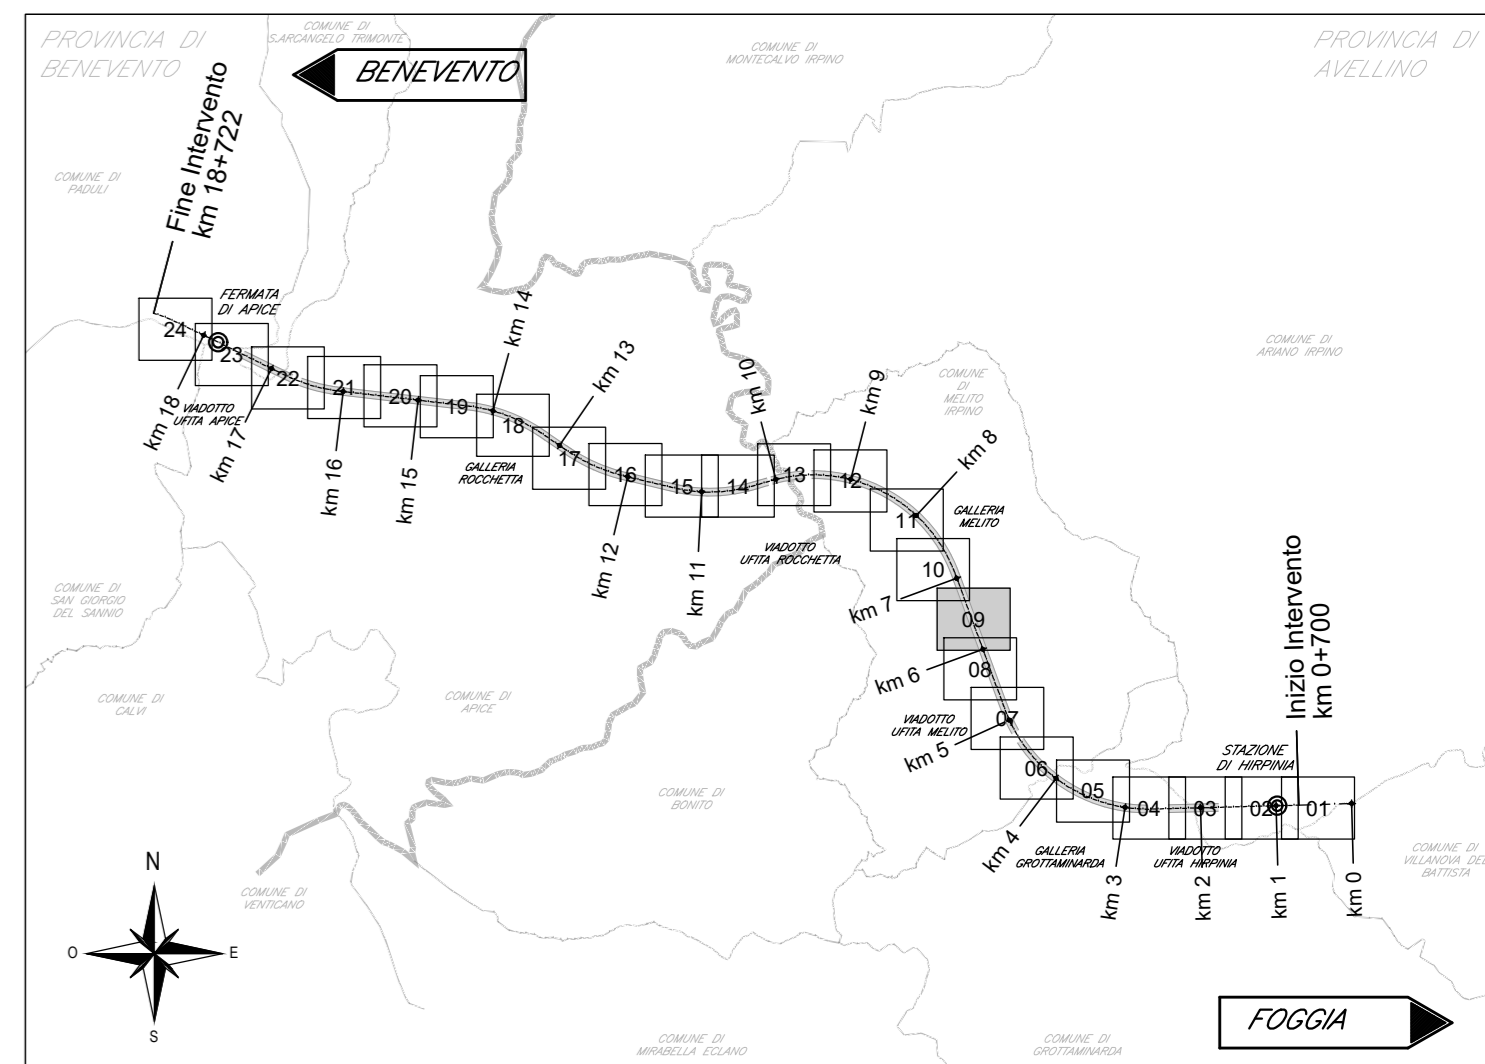 PROVINCIA DI
BENEVENTO
COMUNE DI
S.ARCANGELO TRIMONTE
BENEVENTO
COMUNE DI
MONTECALVO IRPINO
PROVINCIA DI
AVELLINO
Fine Intervento
km 18+722
COMUNE DI
PADULI
FERMATA
DI APICE
24
23
22
21
20
19
18
17
16
15
14
13
12
11
10
09
08
07
06
05
04
03
02
01
km 18
km 17
km 16
km 15
km 14
km 13
km 12
km 11
km 10
km 9
km 8
km 7
km 6
km 5
km 4
km 3
km 2
km 1
km 0
VIADOTTO
UFITA APICE
GALLERIA
ROCCHETTA
VIADOTTO
UFITA ROCCHETTA
GALLERIA
MELITO
COMUNE
DI
MELITO
IRPINO
COMUNE DI
ARIANO IRPINO
VIADOTTO
UFITA MELITO
Inizio Intervento
km 0+700
STAZIONE
DI HIRPINIA
GALLERIA
GROTTAMINARDA
VIADOTTO
UFITA HIRPINIA
COMUNE DI
SAN GIORGIO
DEL SANNIO
COMUNE DI
CALVI
COMUNE DI
APICE
COMUNE DI
BONITO
COMUNE DI
VENTICANO
COMUNE DI
VILLANOVA DEL
BATTISTA
N
O
E
S
COMUNE DI
MIRABELLA ECLANO
COMUNE DI
GROTTAMINARDA
FOGGIA